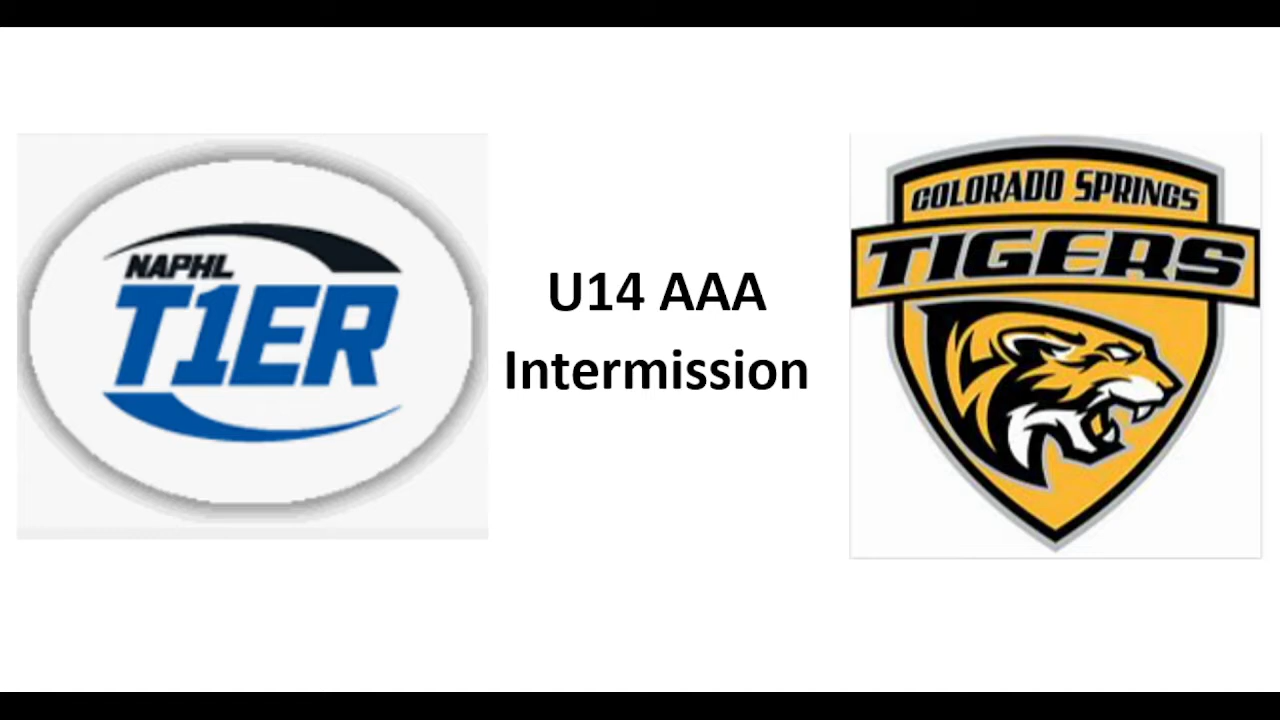 NAPHL
T1ER
U14 AAA
Intermission
COLORADO SPRINGS
TIGERS